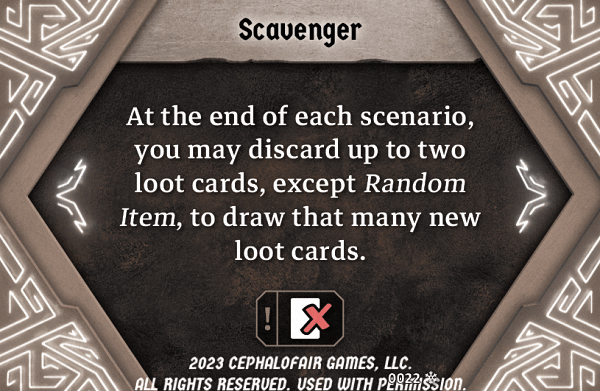 Scavenger
At the end of each scenario,
you may discard up to two
loot cards, except Random
Item, to draw that many new
loot cards.
!
2023 CEPHALOFAIR GAMES, LLC.
ALL RIGHTS RESERVED. USED WITH PERMISSION.
0022